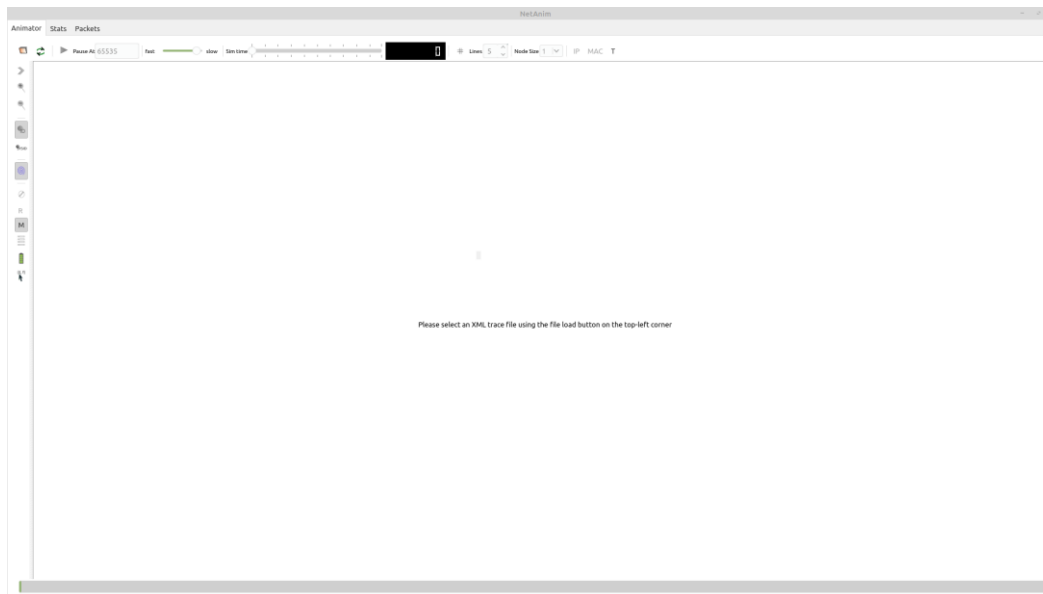 NetAnim
Animator Stats Packets
Pause At 65535 fast slow Sim time 0 # Lines 5 Node Size 1 IP MAC T
R
M
Please select an XML trace file using the file load button on the top-left corner